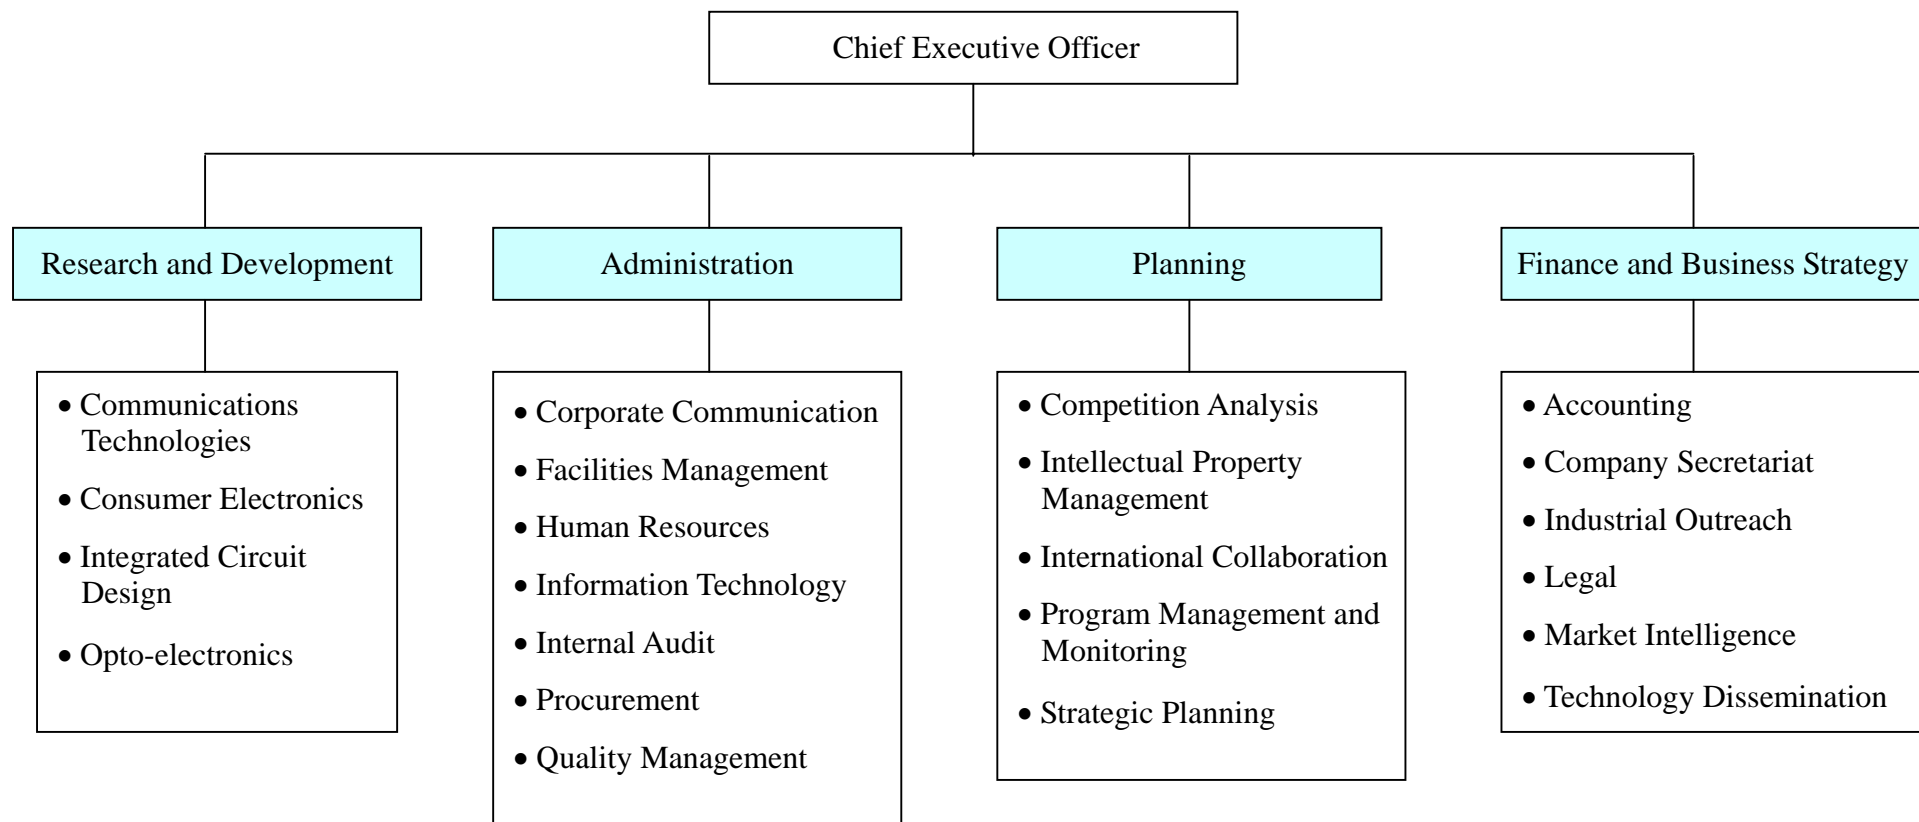 Chief Executive Officer
Research and Development
Administration
Planning
Finance and Business Strategy
• Communications
Technologies
• Consumer Electronics
• Integrated Circuit
Design
• Opto-electronics
• Corporate Communication
• Facilities Management
• Human Resources
• Information Technology
• Internal Audit
• Procurement
• Quality Management
• Competition Analysis
• Intellectual Property
Management
• International Collaboration
• Program Management and
Monitoring
• Strategic Planning
• Accounting
• Company Secretariat
• Industrial Outreach
• Legal
• Market Intelligence
• Technology Dissemination